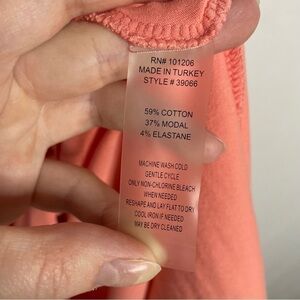 RN# 101206
MADE IN TURKEY
STYLE # 39066
59% COTTON
37% MODAL
4% ELASTANE
MACHINE WASH COLD
GENTLE CYCLE
ONLY NON-CHLORINE BLEACH
WHEN NEEDED
RESHAPE AND LAY FLAT TO DRY
COOL IRON IF NEEDED
MAY BE DRY CLEANED